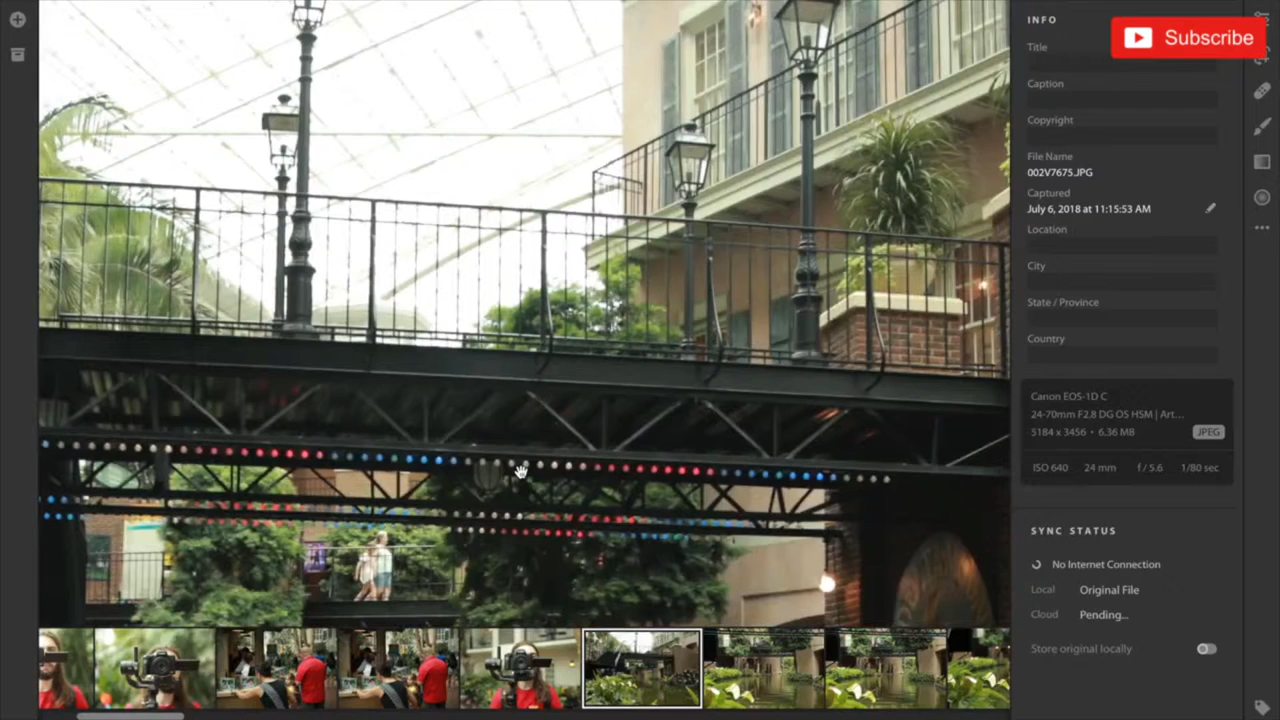 INFO
Subscribe
Title
Caption
Copyright
File Name
002V7675.JPG
Captured
July 6, 2018 at 11:15:53 AM
Location
City
State / Province
Country
Canon EOS-1D C
24-70mm F2.8 DG OS HSM | Art...
5184 x 3456 • 6.36 MB
JPEG
ISO 640 24 mm f / 5.6 1/80 sec
SYNC STATUS
No Internet Connection
Local Original File
Cloud Pending...
Store original locally